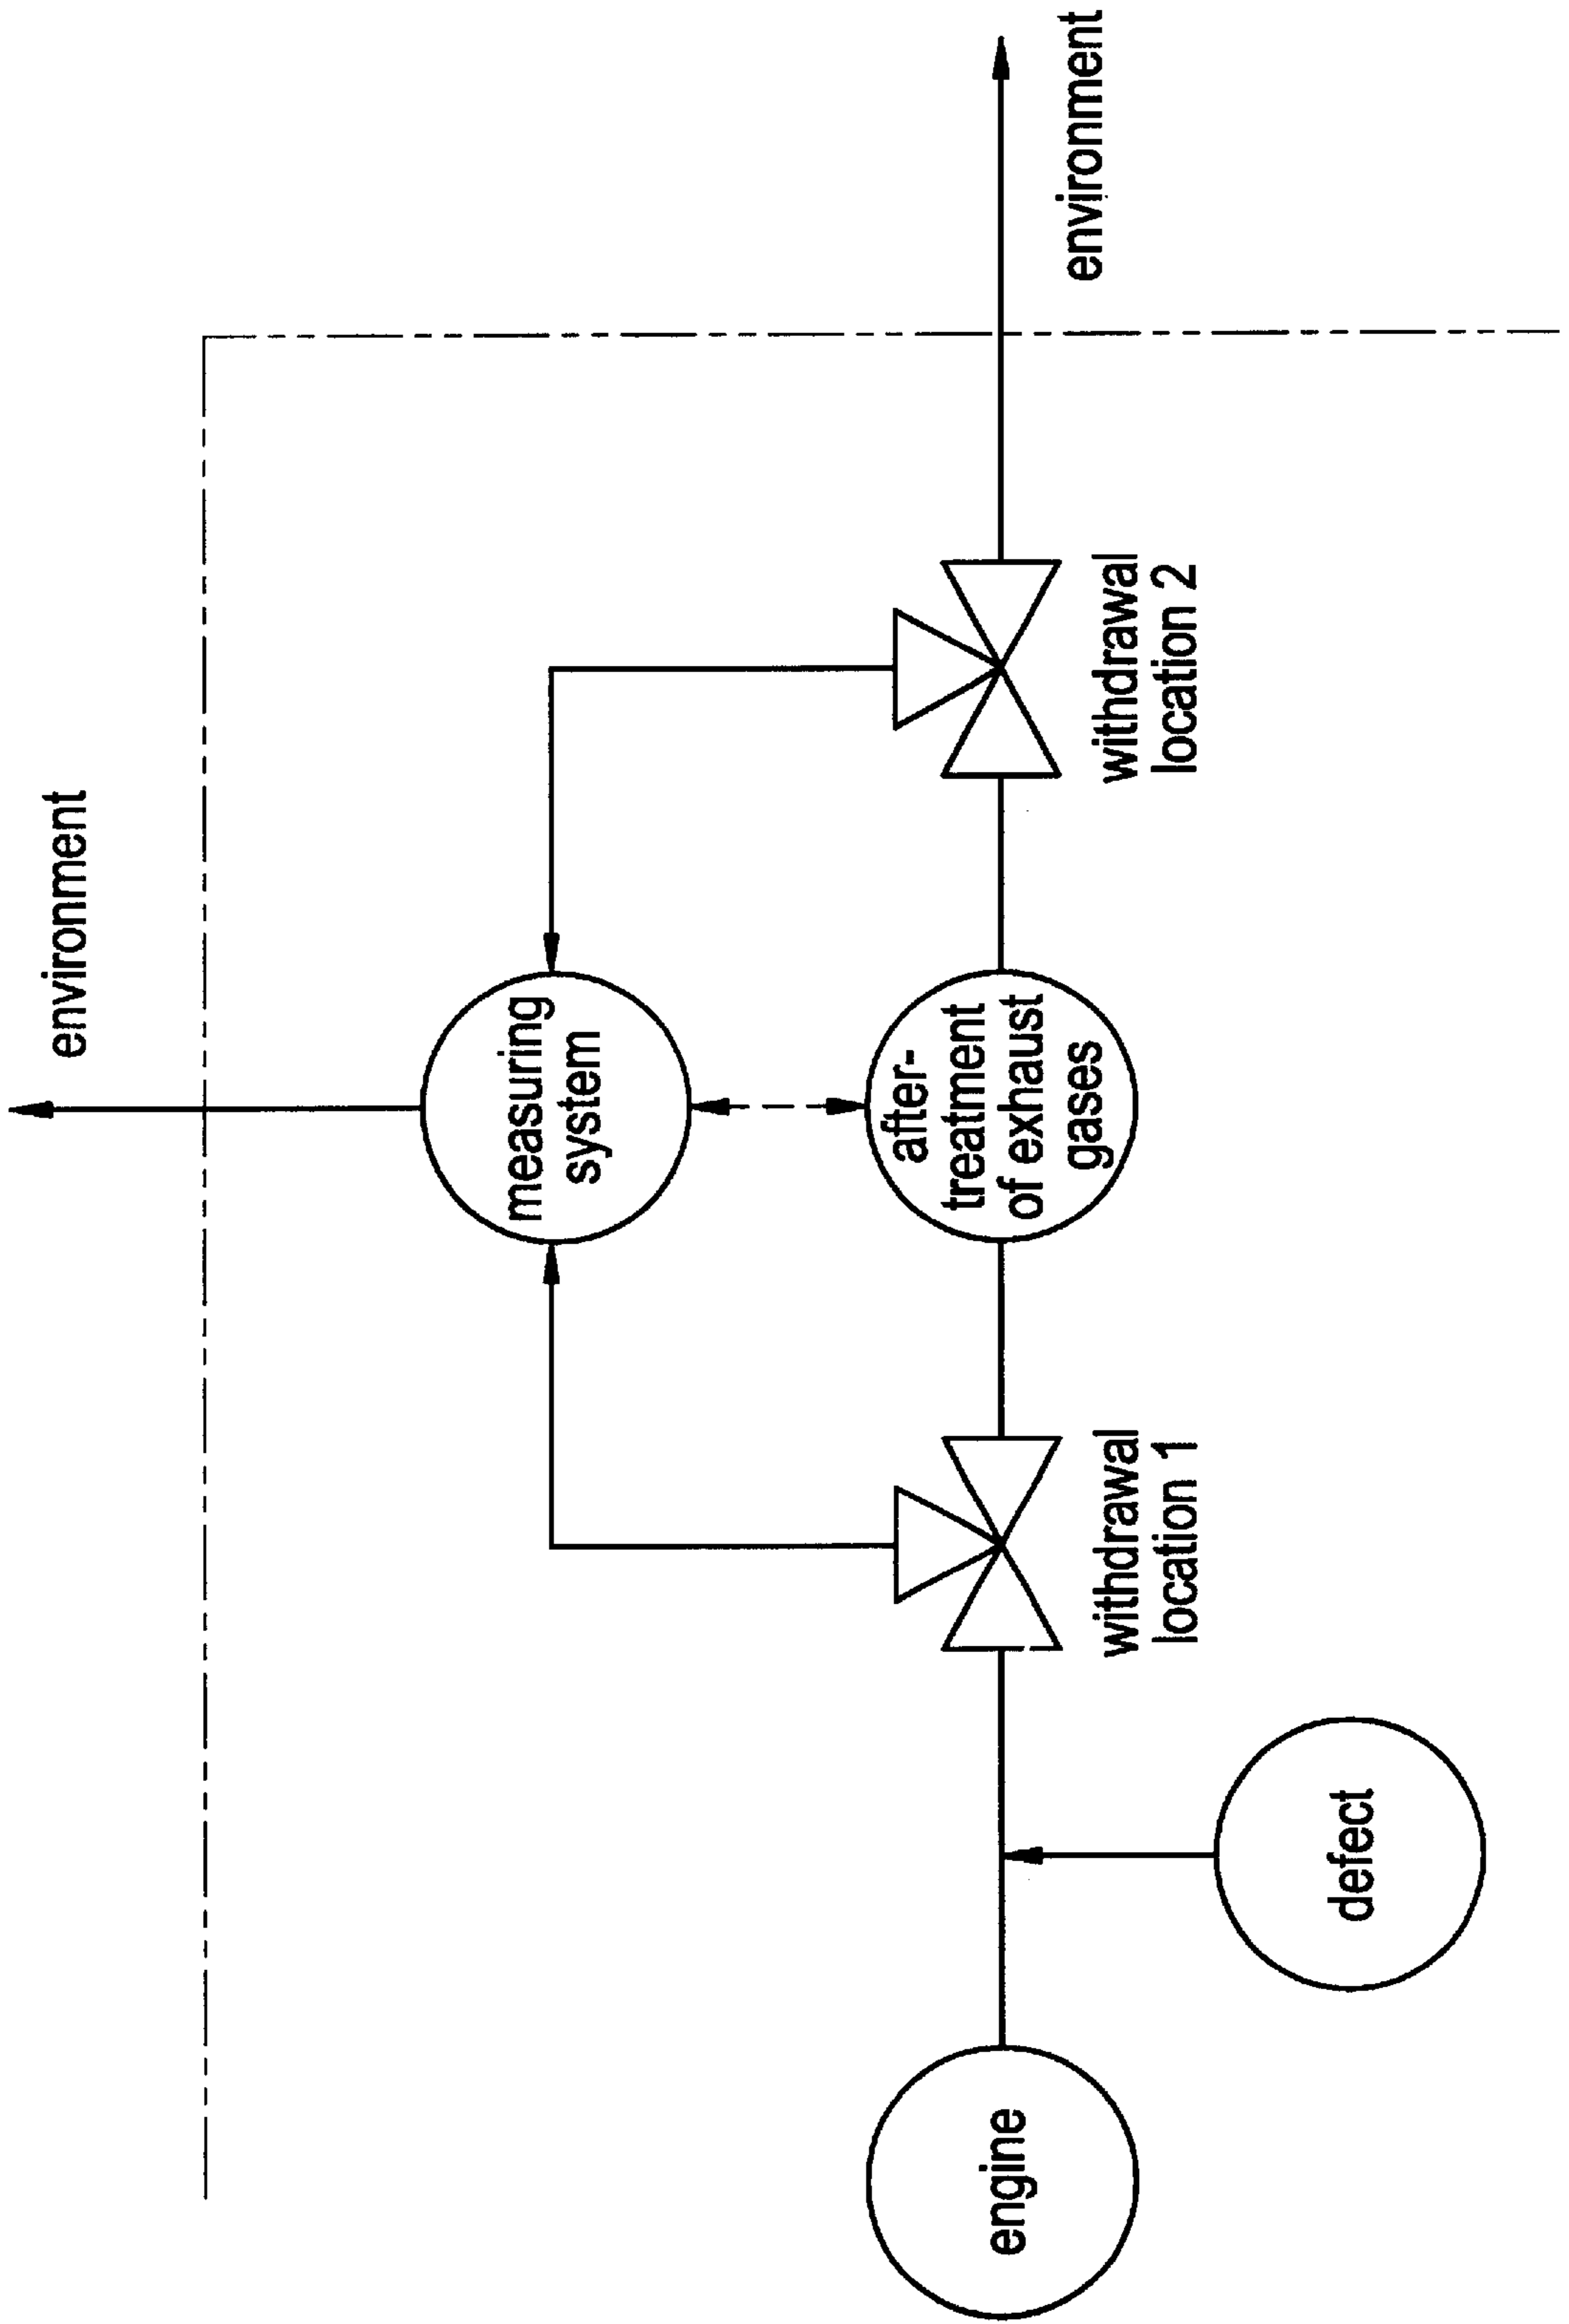 environment
measuring
system
after-
treatment
of exhaust
gases
engine
defect
withdrawal
location 1
withdrawal
location 2
environment